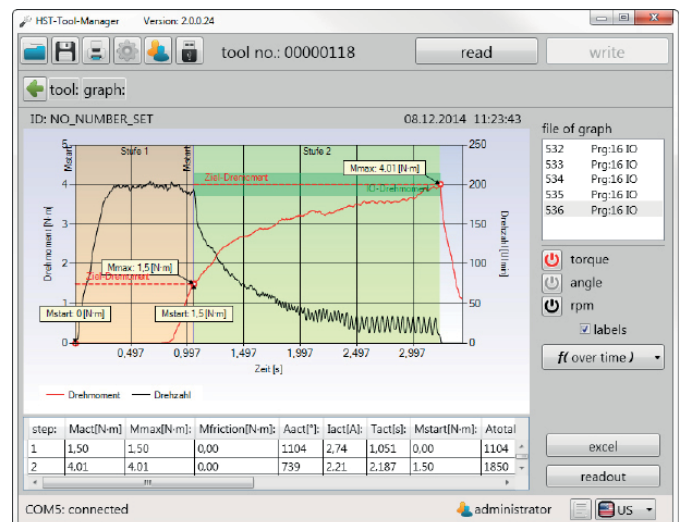 HST-Tool-Manager Version: 2.0.0.24
tool no.: 00000118 read write
tool: graph:
ID: NO_NUMBER_SET 08.12.2014 11:23:43
file of graph
532 Prg:16 IO
533 Prg:16 IO
534 Prg:16 IO
535 Prg:16 IO
536 Prg:16 IO
torque
angle
rpm
labels
f( over time )
excel
readout
Drehmoment [N·m]
5
4
3
2
1
0
Mstart
Stufe 1
Mstart
Stufe 2
Ziel-Drehmoment
IO-Drehmoment
Mmax: 4,01 [N·m]
Mmax: 1,5 [N·m]
Ziel-Drehmoment
Mstart: 0 [N·m]
Mstart: 1,5 [N·m]
250
200
150
100
50
0
Drehzahl [U/min]
0,497 0,997 1,497 1,997 2,497 2,997
Zeit [s]
Drehmoment Drehzahl
step: Mact[N·m] Mmax[N·m]: Mfriction[N·m]: Aact[°]: Iact[A]: Tact[s]: Mstart[N·m]: Atotal
1 1,50 1,50 0,00 1104 2,74 1,051 0,00 1104
2 4.01 4.01 0.00 739 2.21 2.187 1.50 1850
COM5: connected administrator US